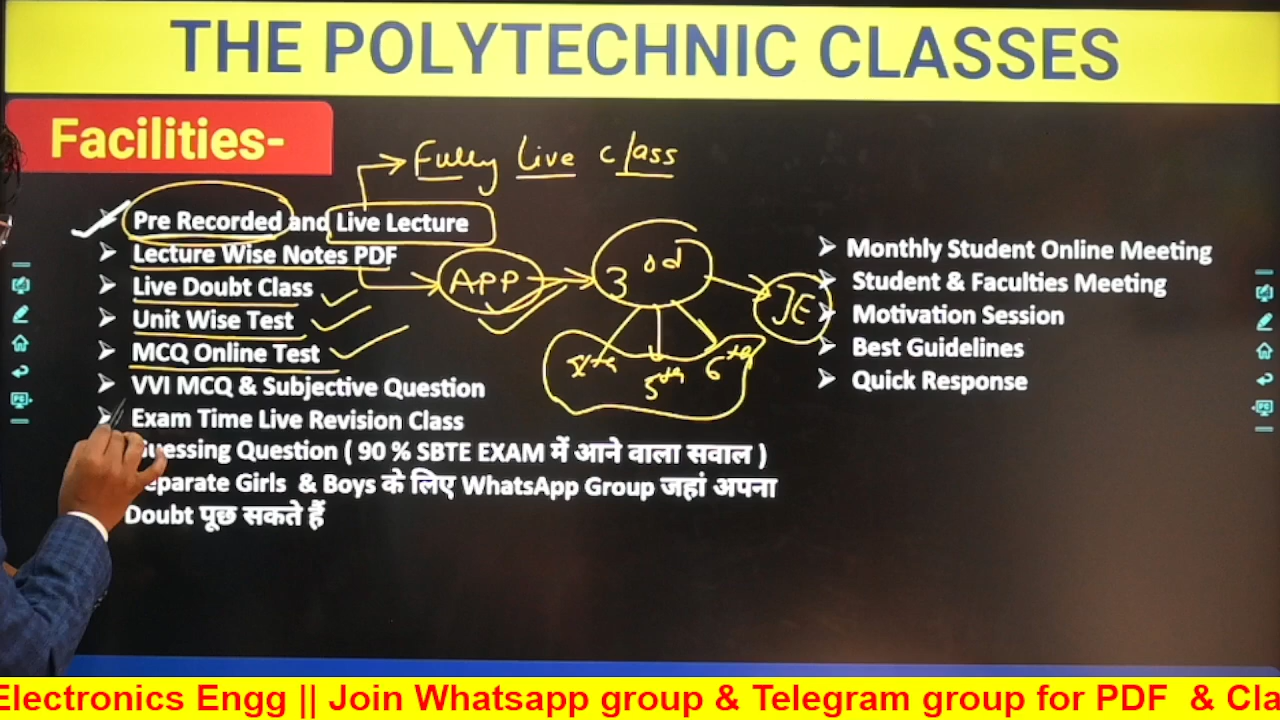 THE POLYTECHNIC CLASSES
Facilities-
Fully Live class
Pre Recorded and Live Lecture
Lecture Wise Notes PDF
Live Doubt Class
Unit Wise Test
MCQ Online Test
VVI MCQ & Subjective Question
Exam Time Live Revision Class
Guessing Question ( 90 % SBTE EXAM में आने वाला सवाल )
Separate Girls & Boys के लिए WhatsApp Group जहां अपना
Doubt पूछ सकते हैं
APP
JE
5th
6th
Monthly Student Online Meeting
Student & Faculties Meeting
Motivation Session
Best Guidelines
Quick Response
Electronics Engg || Join Whatsapp group & Telegram group for PDF & Cla